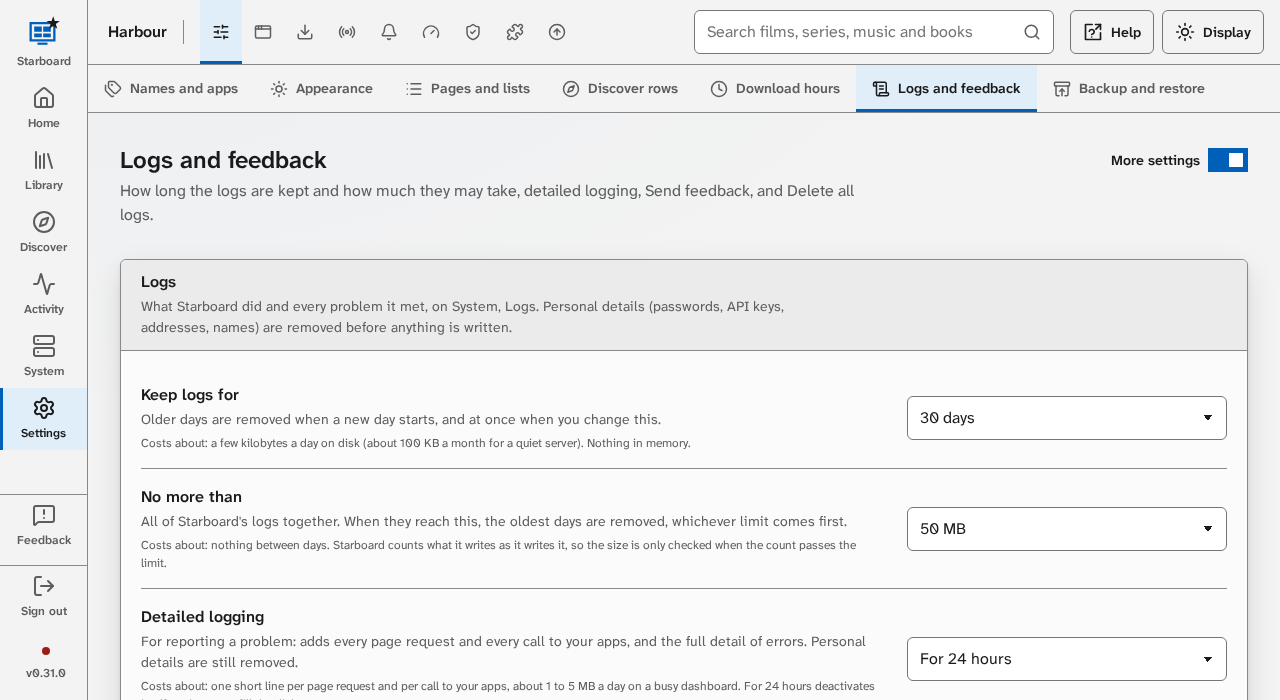 Starboard
Home
Library
Discover
Activity
System
Settings
Feedback
Sign out
v0.31.0
Harbour
Search films, series, music and books
Help
Display
Names and apps
Appearance
Pages and lists
Discover rows
Download hours
Logs and feedback
Backup and restore
Logs and feedback
More settings
How long the logs are kept and how much they may take, detailed logging, Send feedback, and Delete all
logs.
Logs
What Starboard did and every problem it met, on System, Logs. Personal details (passwords, API keys,
addresses, names) are removed before anything is written.
Keep logs for
Older days are removed when a new day starts, and at once when you change this.
Costs about: a few kilobytes a day on disk (about 100 KB a month for a quiet server). Nothing in memory.
30 days
No more than
All of Starboard's logs together. When they reach this, the oldest days are removed, whichever limit comes first.
Costs about: nothing between days. Starboard counts what it writes as it writes it, so the size is only checked when the count passes the
limit.
50 MB
Detailed logging
For reporting a problem: adds every page request and every call to your apps, and the full detail of errors. Personal
details are still removed.
Costs about: one short line per page request and per call to your apps, about 1 to 5 MB a day on a busy dashboard. For 24 hours deactivates
For 24 hours